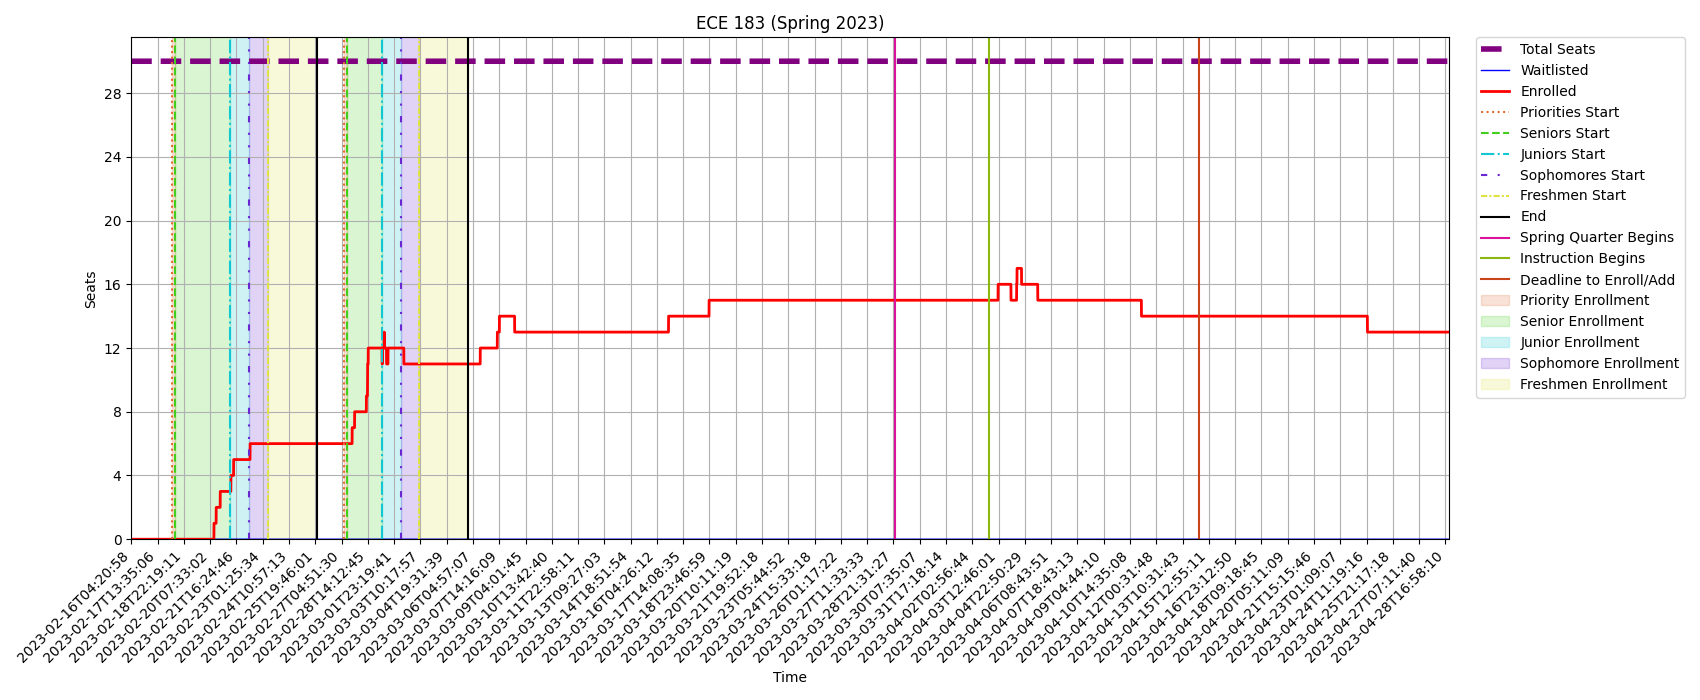 ECE 183 (Spring 2023)
Seats
28
24
20
16
12
8
4
0
2023-02-16T04:20:58
2023-02-17T13:35:06
2023-02-18T22:19:11
2023-02-20T07:33:02
2023-02-21T16:24:46
2023-02-23T01:25:34
2023-02-24T10:57:13
2023-02-25T19:46:01
2023-02-27T04:51:30
2023-02-28T14:12:45
2023-03-01T23:19:41
2023-03-03T10:17:57
2023-03-04T19:31:39
2023-03-06T04:57:07
2023-03-07T14:16:09
2023-03-09T04:01:45
2023-03-10T13:42:40
2023-03-11T22:58:11
2023-03-13T09:27:03
2023-03-14T18:51:54
2023-03-16T04:26:12
2023-03-17T14:08:35
2023-03-18T23:46:59
2023-03-20T10:11:19
2023-03-21T19:52:18
2023-03-23T05:44:52
2023-03-24T15:33:18
2023-03-26T01:17:22
2023-03-27T11:33:33
2023-03-28T21:31:27
2023-03-30T07:35:07
2023-03-31T17:18:14
2023-04-02T02:56:44
2023-04-03T12:46:01
2023-04-04T22:50:29
2023-04-06T08:43:51
2023-04-07T18:43:13
2023-04-09T04:44:10
2023-04-10T14:35:08
2023-04-12T00:31:48
2023-04-13T10:31:43
2023-04-15T12:55:11
2023-04-16T23:12:50
2023-04-18T09:18:45
2023-04-20T05:11:09
2023-04-21T15:15:46
2023-04-23T01:09:07
2023-04-24T11:19:16
2023-04-25T21:17:18
2023-04-27T07:11:40
2023-04-28T16:58:10
Time
Total Seats
Waitlisted
Enrolled
Priorities Start
Seniors Start
Juniors Start
Sophomores Start
Freshmen Start
End
Spring Quarter Begins
Instruction Begins
Deadline to Enroll/Add
Priority Enrollment
Senior Enrollment
Junior Enrollment
Sophomore Enrollment
Freshmen Enrollment